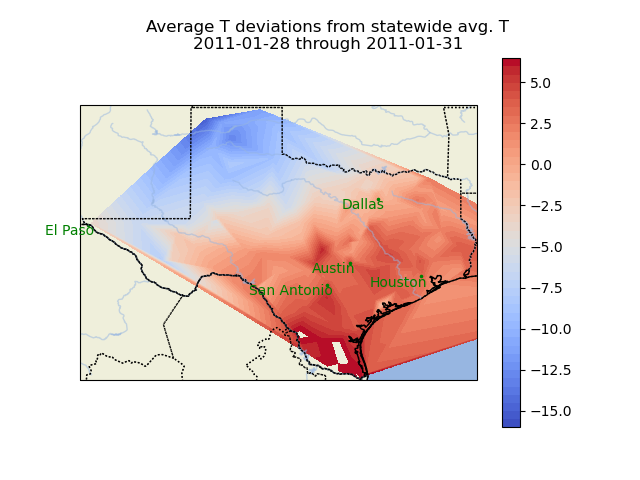 Average T deviations from statewide avg. T
2011-01-28 through 2011-01-31
5.0
2.5
0.0
−2.5
−5.0
−7.5
−10.0
−12.5
−15.0
Dallas
El Paso
Austin
Houston
San Antonio